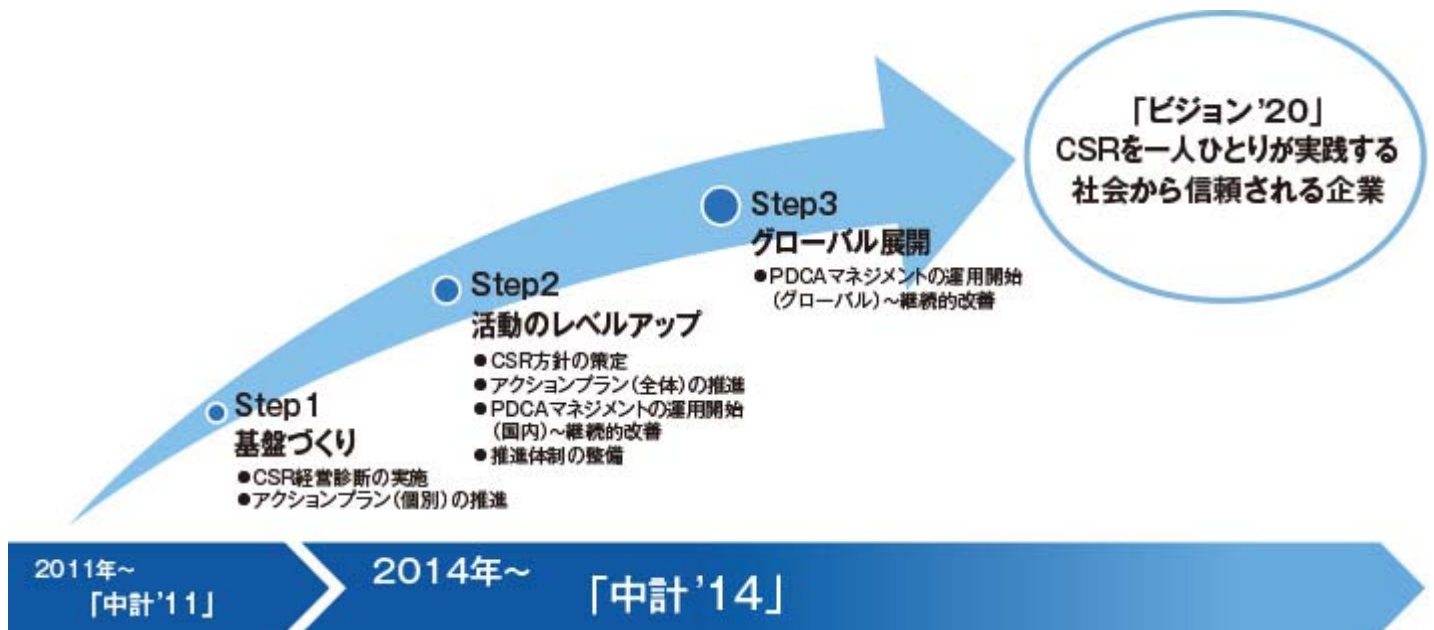 「ビジョン’20」
CSRを一人ひとりが実践する
社会から信頼される企業
Step3
グローバル展開
●PDCAマネジメントの運用開始
(グローバル)～継続的改善
Step2
活動のレベルアップ
●CSR方針の策定
●アクションプラン(全体)の推進
●PDCAマネジメントの運用開始
(国内)～継続的改善
●推進体制の整備
Step1
基盤づくり
●CSR経営診断の実施
●アクションプラン(個別)の推進
2011年～
「中計’11」
2014年～
「中計’14」